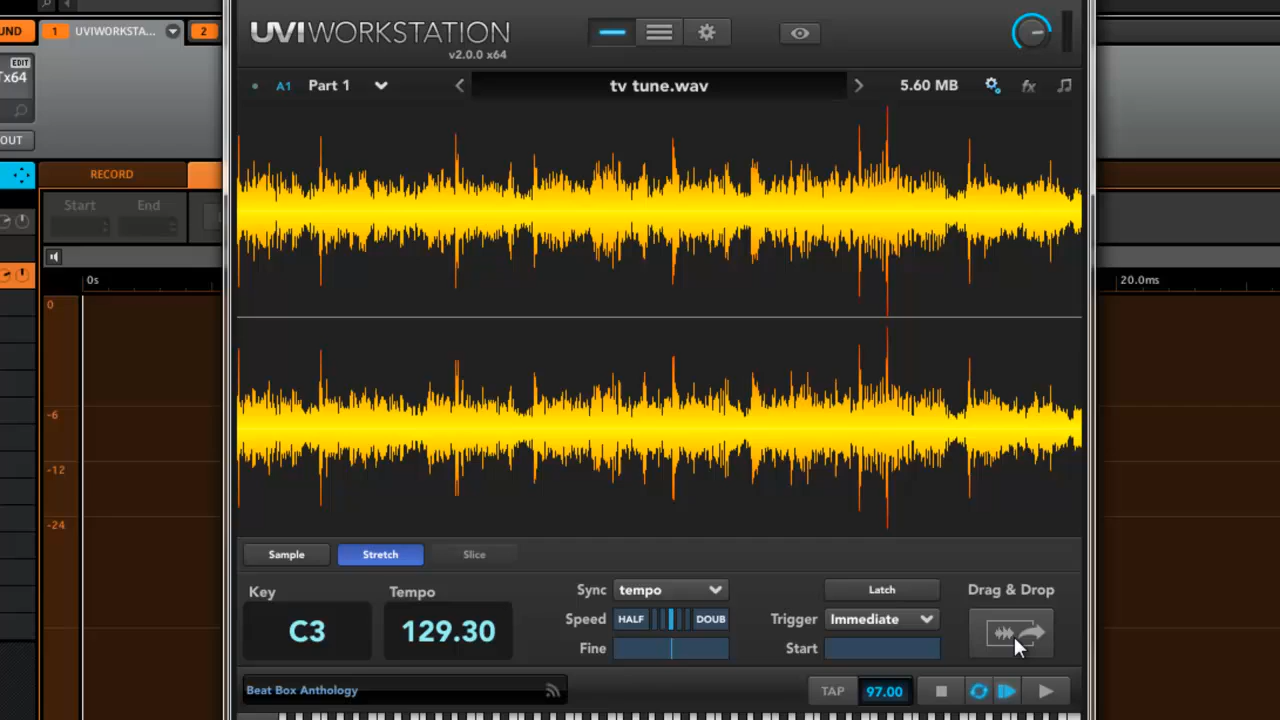 UND 1 UVIWORKSTA... 2
UVIWORKSTATION
v2.0.0 x64
EDIT
Tx64
A1 Part 1 tv tune.wav 5.60 MB fx
OUT
RECORD
Start End
0s 20.0ms
0
-6
-12
-24
Sample Stretch Slice
Key Tempo Sync tempo Latch Drag & Drop
C3 129.30 Speed HALF DOUB Trigger Immediate
Fine Start
Beat Box Anthology TAP 97.00